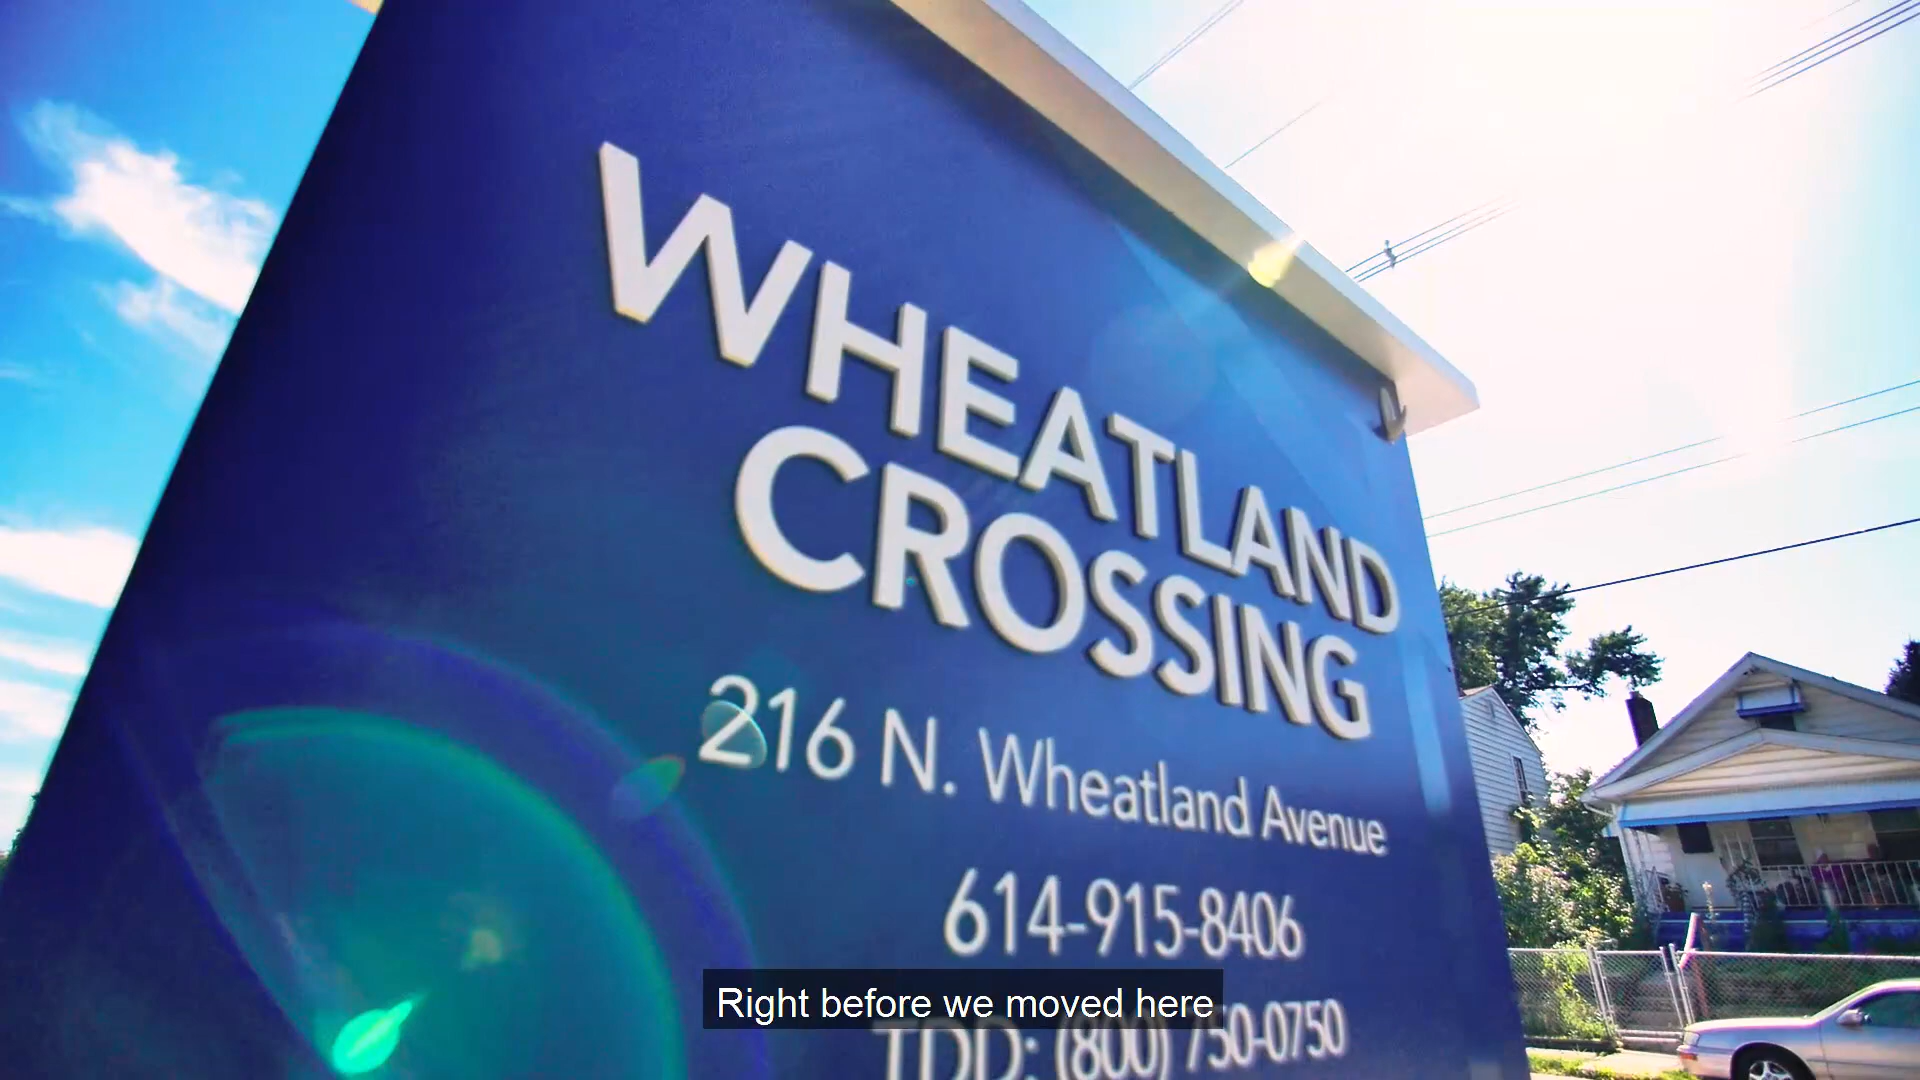 WHEATLAND
CROSSING
216 N. Wheatland Avenue
614-915-8406
TDD: (800) 750-0750
Right before we moved here